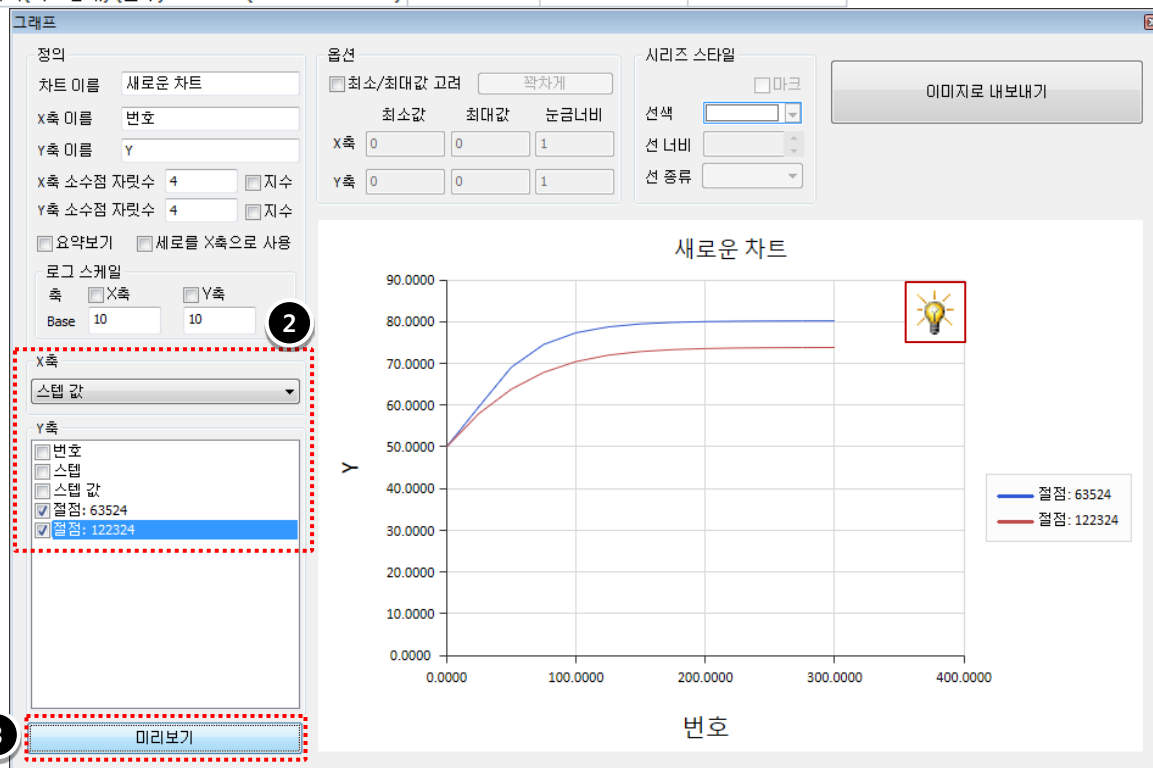 그래프
정의
차트 이름 새로운 차트
X축 이름 번호
Y축 이름 Y
X축 소수점 자릿수 4 지수
Y축 소수점 자릿수 4 지수
요약보기 세로를 X축으로 사용
로그 스케일
축 X축 Y축
Base 10 10
2
X축
스텝 값
Y축
번호
스텝
스텝 값
절점: 63524
절점: 122324
미리보기
옵션
최소/최대값 고려 꽉차게
최소값 최대값 눈금너비
X축 0 0 1
Y축 0 0 1
시리즈 스타일
마크
선색
선 너비
선 종류
이미지로 내보내기
새로운 차트
90.0000
80.0000
70.0000
60.0000
50.0000
40.0000
30.0000
20.0000
10.0000
0.0000
Y
0.0000 100.0000 200.0000 300.0000 400.0000
번호
절점: 63524
절점: 122324